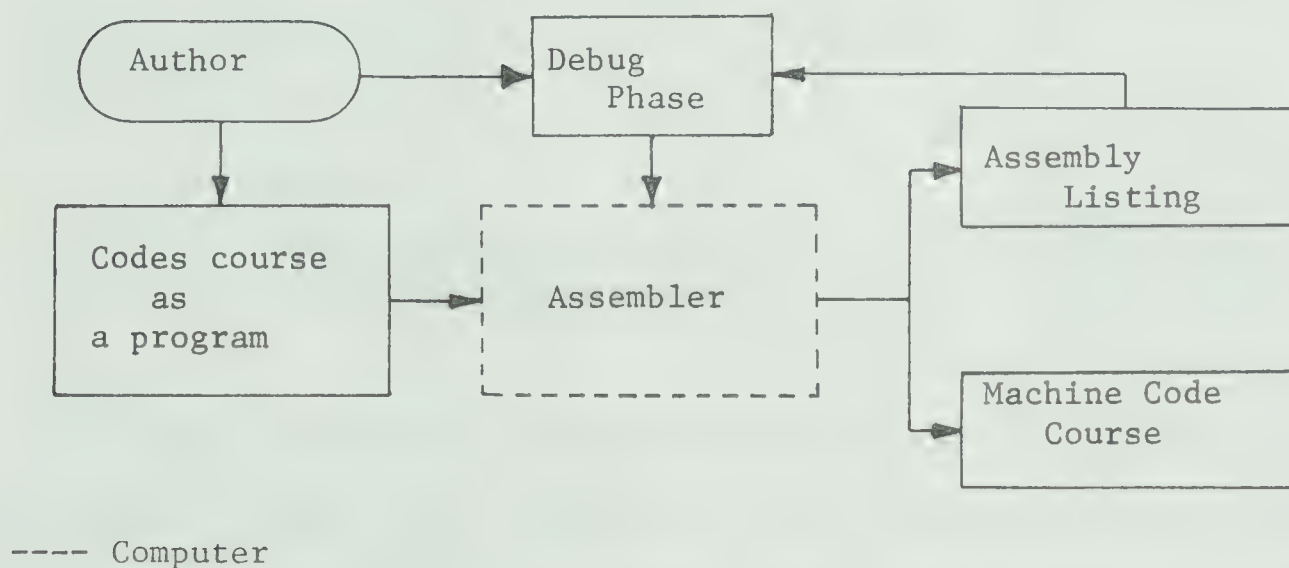 Author
Debug
Phase
Assembly
Listing
Codes course
as
a program
Assembler
Machine Code
Course
---- Computer